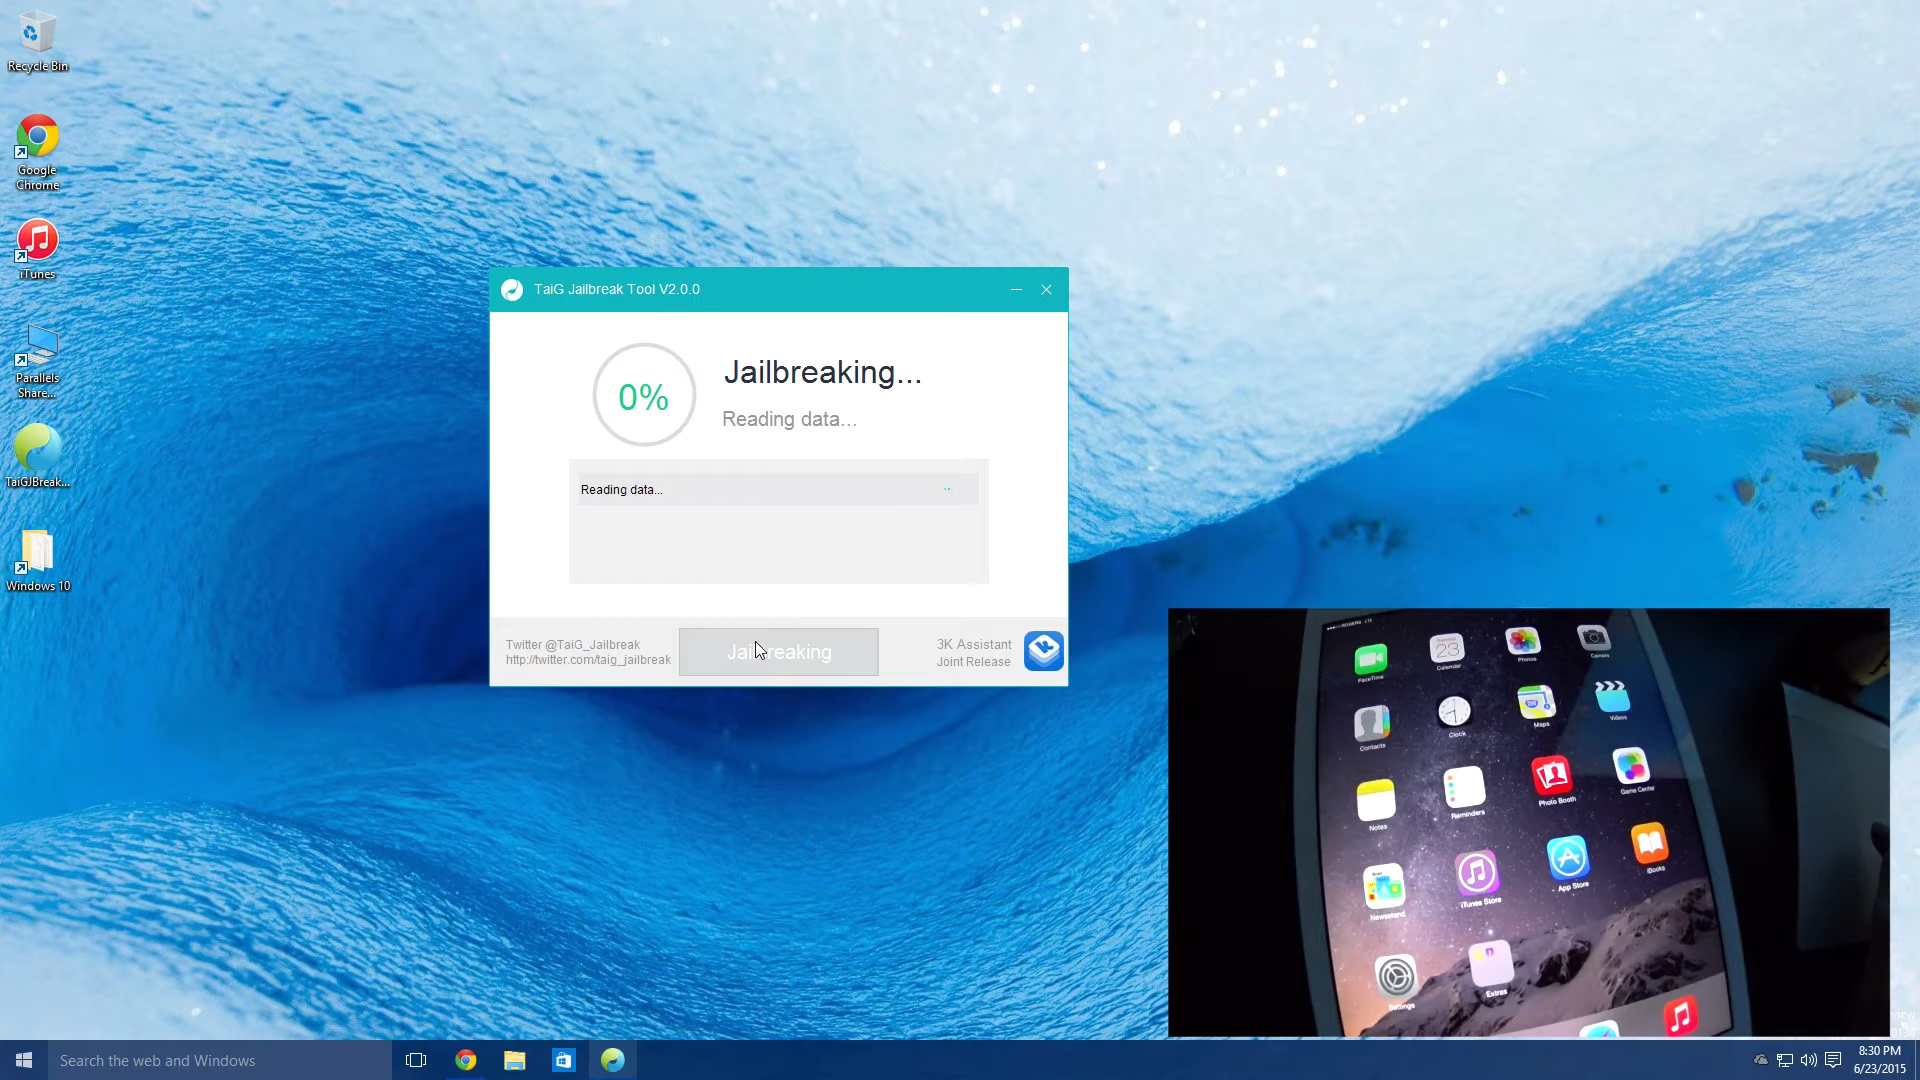 Recycle Bin
Google
Chrome
iTunes
Parallels
Share...
TaiGJBreak...
Windows 10
TaiG Jailbreak Tool V2.0.0
0%
Jailbreaking...
Reading data...
Reading data...
Twitter @TaiG_Jailbreak
http://twitter.com/taig_jailbreak
Jailbreaking
3K Assistant
Joint Release
ROGERS LTE
FaceTime
23
Calendar
Photos
Camera
Contacts
Clock
Maps
Videos
Notes
Reminders
Photo Booth
Game Center
Newsstand
iTunes Store
App Store
iBooks
Settings
Extras
Search the web and Windows
8:30 PM
6/23/2015